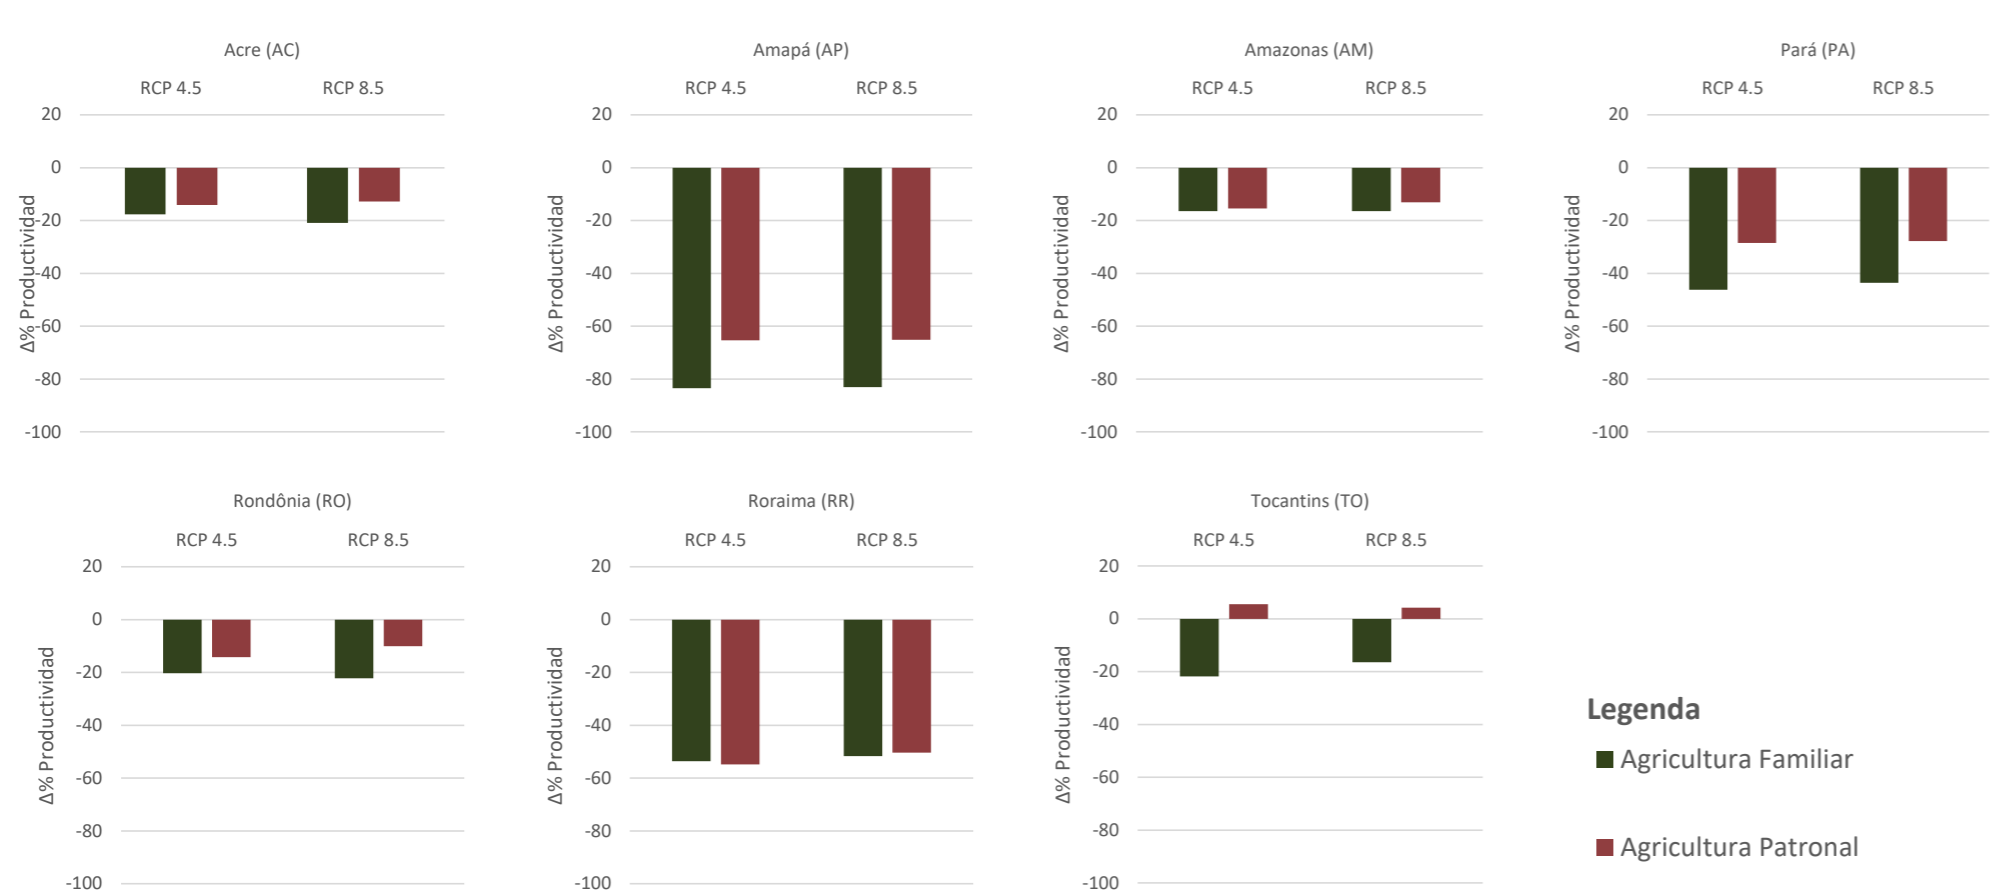 Acre (AC)
RCP 4.5 RCP 8.5
20
0
-20
-40
-60
-80
-100
Δ% Productividad
Amapá (AP)
RCP 4.5 RCP 8.5
20
0
-20
-40
-60
-80
-100
Δ% Productividad
Amazonas (AM)
RCP 4.5 RCP 8.5
20
0
-20
-40
-60
-80
-100
Δ% Productividad
Pará (PA)
RCP 4.5 RCP 8.5
20
0
-20
-40
-60
-80
-100
Δ% Productividad
Rondônia (RO)
RCP 4.5 RCP 8.5
20
0
-20
-40
-60
-80
-100
Δ% Productividad
Roraima (RR)
RCP 4.5 RCP 8.5
20
0
-20
-40
-60
-80
-100
Δ% Productividad
Tocantins (TO)
RCP 4.5 RCP 8.5
20
0
-20
-40
-60
-80
-100
Δ% Productividad
Legenda
Agricultura Familiar
Agricultura Patronal